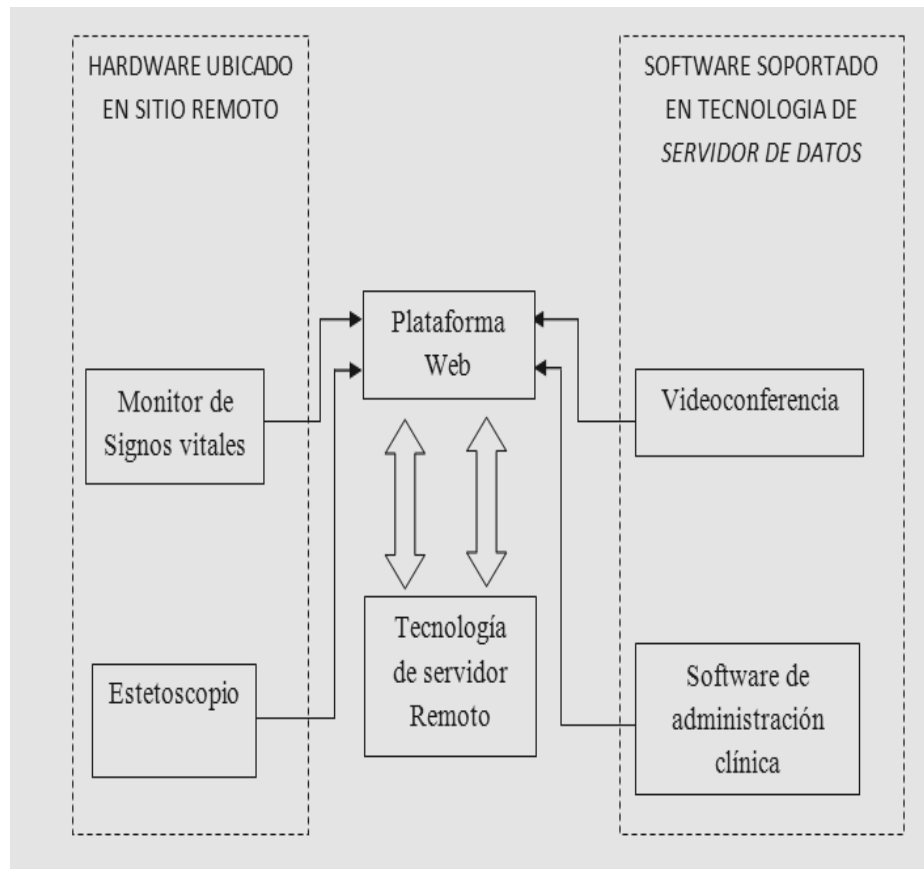 HARDWARE UBICADO
EN SITIO REMOTO
SOFTWARE SOPORTADO
EN TECNOLOGIA DE
SERVIDOR DE DATOS
Plataforma
Web
Monitor de
Signos vitales
Videoconferencia
Tecnología
de servidor
Remoto
Estetoscopio
Software de
administración
clínica